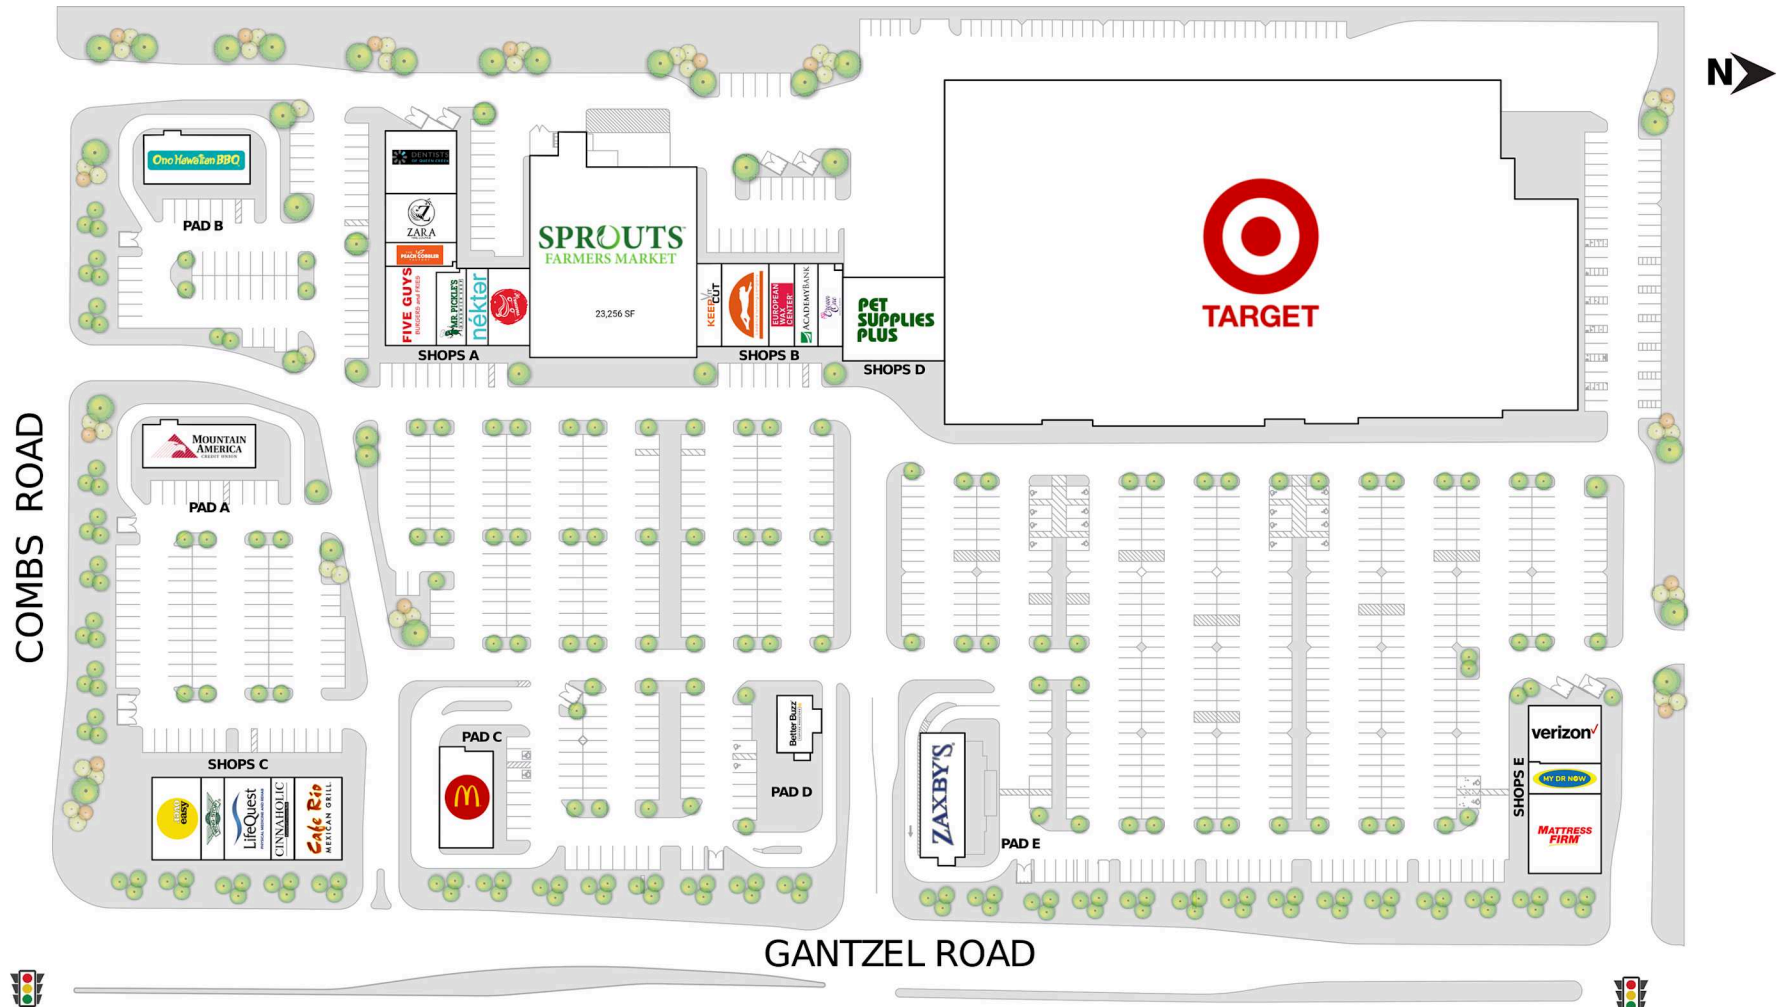 N
Ono Hawaiian BBQ
PAD B
DENTISTS
OF QUEEN CREEK
ZARA
PEACH COBBLER
FIVE GUYS
BURGERS and FRIES
MR. PICKLE'S
nékter
SHOPS A
SPROUTS
FARMERS MARKET
23,256 SF
KEEP CUT
EUROPEAN
WAX
CENTER
ACADEMYBANK
SHOPS B
PET
SUPPLIES
PLUS
SHOPS D
TARGET
MOUNTAIN
AMERICA
CREDIT UNION
PAD A
COMBS ROAD
SHOPS C
easy
LifeQuest
CINNAHOLIC
Cafe Rio
MEXICAN GRILL
PAD C
Better Buzz
PAD D
ZAXBY'S
PAD E
SHOPS E
verizon
MY DR NOW
MATTRESS
FIRM
GANTZEL ROAD